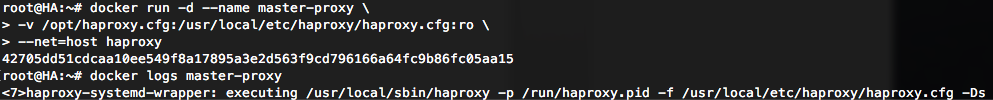 root@HA:~# docker run -d --name master-proxy \
> -v /opt/haproxy.cfg:/usr/local/etc/haproxy/haproxy.cfg:ro \
> --net=host haproxy
42705dd51cdcaa10ee549f8a17895a3e2d563f9cd796166a64fc9b86fc05aa15
root@HA:~# docker logs master-proxy
<7>haproxy-systemd-wrapper: executing /usr/local/sbin/haproxy -p /run/haproxy.pid -f /usr/local/etc/haproxy/haproxy.cfg -Ds